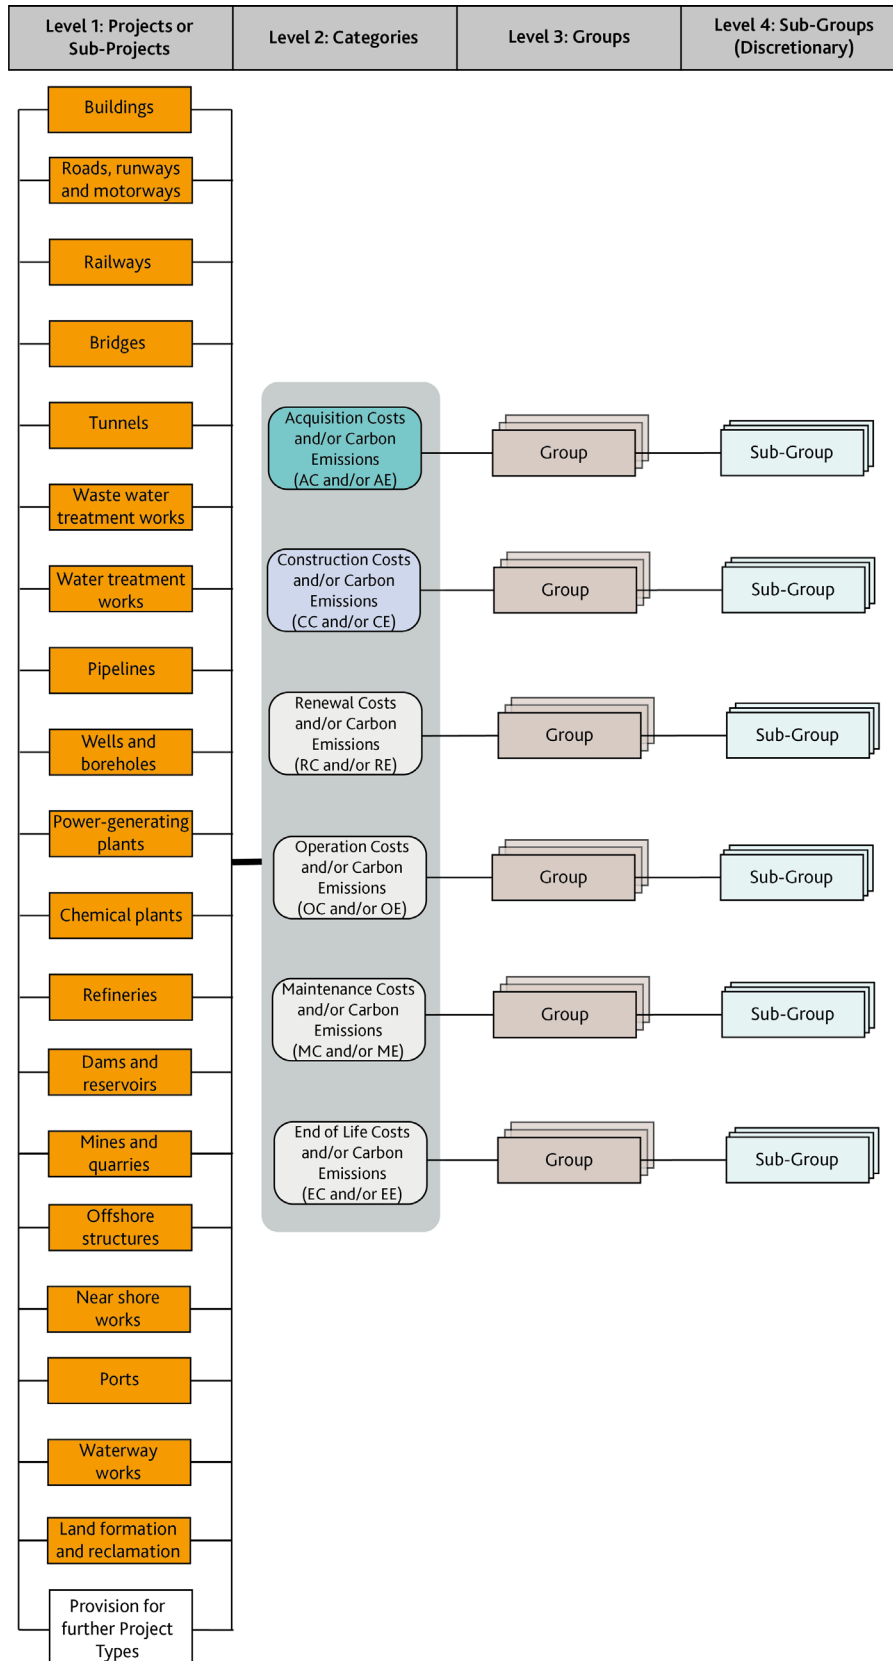 Level 1: Projects or
Sub-Projects
Level 2: Categories
Level 3: Groups
Level 4: Sub-Groups
(Discretionary)
Buildings
Roads, runways
and motorways
Railways
Bridges
Tunnels
Waste water
treatment works
Water treatment
works
Pipelines
Wells and
boreholes
Power-generating
plants
Chemical plants
Refineries
Dams and
reservoirs
Mines and
quarries
Offshore
structures
Near shore
works
Ports
Waterway
works
Land formation
and reclamation
Provision for
further Project
Types
Acquisition Costs
and/or Carbon
Emissions
(AC and/or AE)
Group
Sub-Group
Construction Costs
and/or Carbon
Emissions
(CC and/or CE)
Group
Sub-Group
Renewal Costs
and/or Carbon
Emissions
(RC and/or RE)
Group
Sub-Group
Operation Costs
and/or Carbon
Emissions
(OC and/or OE)
Group
Sub-Group
Maintenance Costs
and/or Carbon
Emissions
(MC and/or ME)
Group
Sub-Group
End of Life Costs
and/or Carbon
Emissions
(EC and/or EE)
Group
Sub-Group